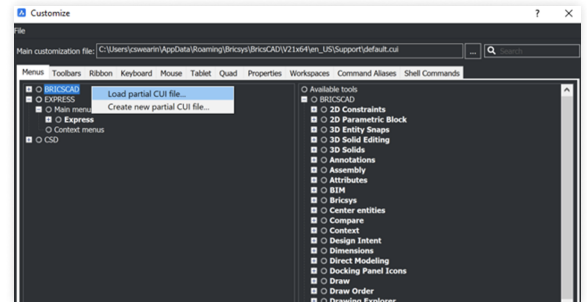 Customize
File
Main customization file: C:\Users\cswearin\AppData\Roaming\Bricsys\BricsCAD\V21x64\en_US\Support\default.cui ... Search
Menus Toolbars Ribbon Keyboard Mouse Tablet Quad Properties Workspaces Command Aliases Shell Commands
BRICSCAD
EXPRESS
Main menu
Express
Context menus
CSD
Load partial CUI file...
Create new partial CUI file...
Available tools
BRICSCAD
2D Constraints
2D Parametric Block
3D Entity Snaps
3D Solid Editing
3D Solids
Annotations
Assembly
Attributes
BIM
Bricsys
Center entities
Compare
Context
Design Intent
Dimensions
Direct Modeling
Docking Panel Icons
Draw
Draw Order
Drawing Explorer